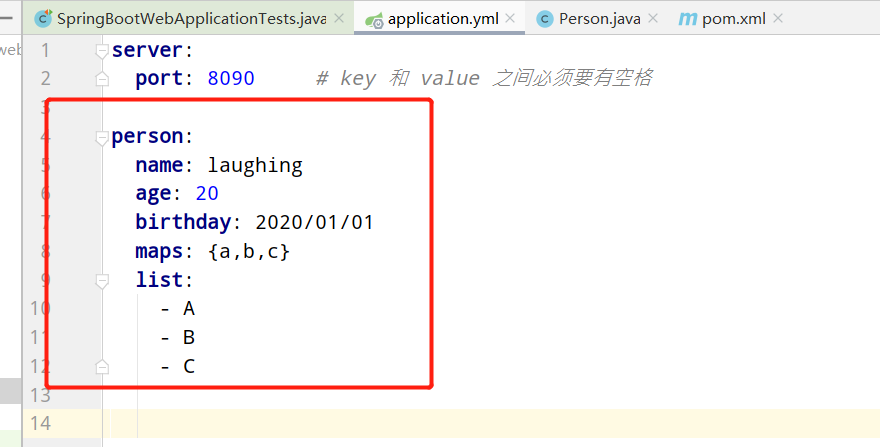 SpringBootWebApplicationTests.java × application.yml × Person.java × pom.xml ×
web
1 server:
2 port: 8090 # key 和 value 之间必须要有空格
3
4 person:
5 name: laughing
6 age: 20
7 birthday: 2020/01/01
8 maps: {a,b,c}
9 list:
10 - A
11 - B
12 - C
13
14